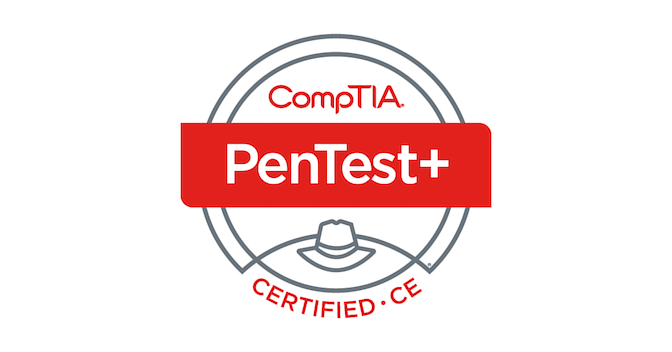 CompTIA.
PenTest+
CERTIFIED · CE